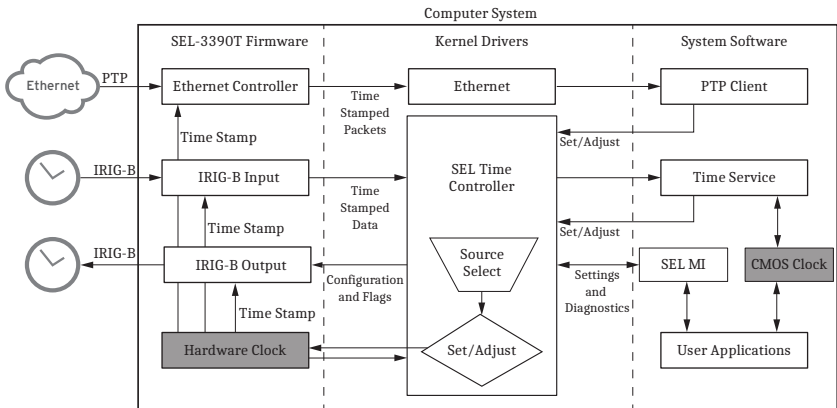 Computer System
SEL-3390T Firmware
Kernel Drivers
System Software
Ethernet
PTP
Ethernet Controller
Ethernet
PTP Client
Time
Stamped
Packets
Time Stamp
Set/Adjust
IRIG-B
IRIG-B Input
SEL Time
Controller
Time Service
Time
Stamped
Data
Time Stamp
Set/Adjust
IRIG-B
IRIG-B Output
Configuration
and Flags
Source
Select
Settings
and
Diagnostics
SEL MI
CMOS Clock
Time Stamp
Hardware Clock
Set/Adjust
User Applications